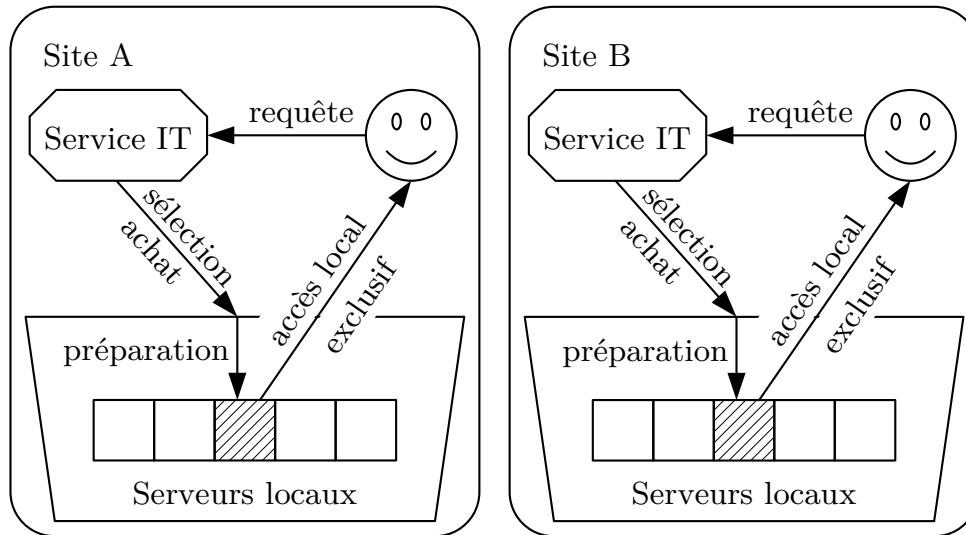 Site A
Service IT
requête
sélection
achat
accès local
exclusif
préparation
Serveurs locaux
Site B
Service IT
requête
sélection
achat
accès local
exclusif
préparation
Serveurs locaux